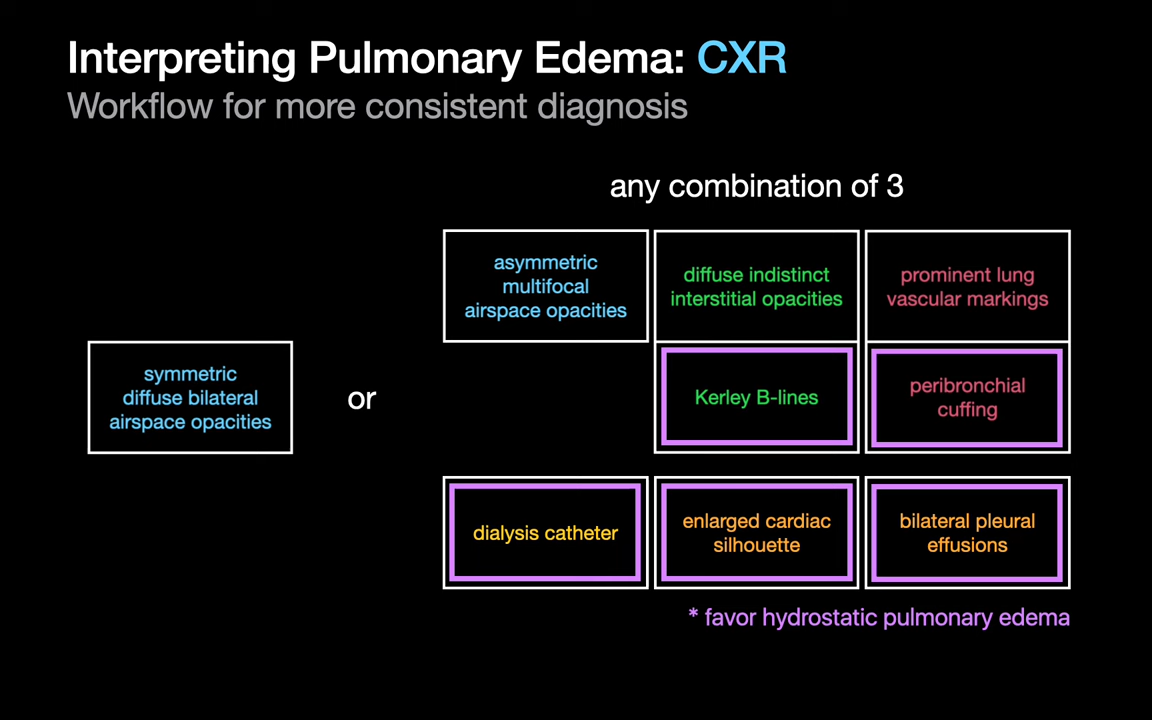 Interpreting Pulmonary Edema: CXR
Workflow for more consistent diagnosis
any combination of 3
asymmetric
multifocal
airspace opacities
diffuse indistinct
interstitial opacities
prominent lung
vascular markings
symmetric
diffuse bilateral
airspace opacities
or
Kerley B-lines
peribronchial
cuffing
dialysis catheter
enlarged cardiac
silhouette
bilateral pleural
effusions
* favor hydrostatic pulmonary edema